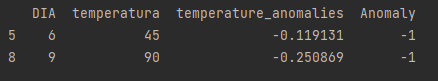 DIA temperatura temperature_anomalies Anomaly
5 6 45 -0.119131 -1
8 9 90 -0.250869 -1